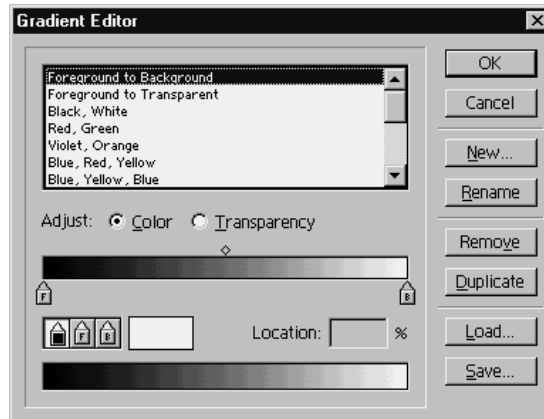 Gradient Editor
Foreground to Background
Foreground to Transparent
Black, White
Red, Green
Violet, Orange
Blue, Red, Yellow
Blue, Yellow, Blue
Adjust: Color Transparency
F B
F B Location: %
OK
Cancel
New...
Rename
Remove
Duplicate
Load...
Save...